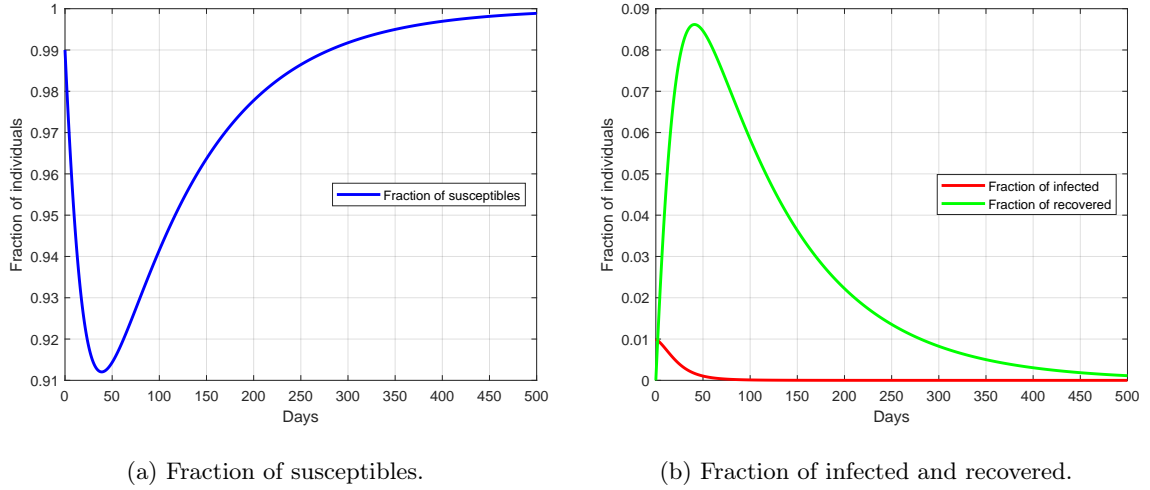 1
0.99
0.98
0.97
0.96
0.95
0.94
0.93
0.92
0.91
Fraction of individuals
0 50 100 150 200 250 300 350 400 450 500
Days
Fraction of susceptibles
(a) Fraction of susceptibles.
0.09
0.08
0.07
0.06
0.05
0.04
0.03
0.02
0.01
0
Fraction of individuals
0 50 100 150 200 250 300 350 400 450 500
Days
Fraction of infected
Fraction of recovered
(b) Fraction of infected and recovered.